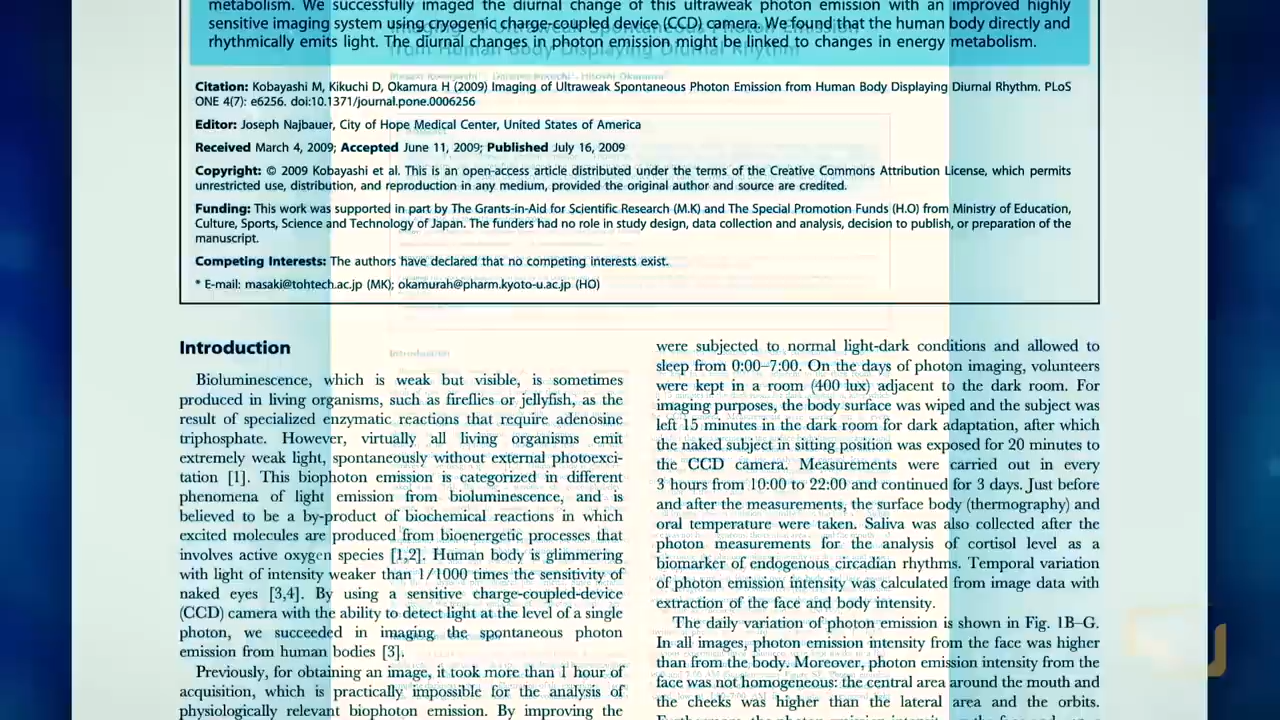 metabolism. We successfully imaged the diurnal change of this ultraweak photon emission with an improved highly
sensitive imaging system using cryogenic charge-coupled device (CCD) camera. We found that the human body directly and
rhythmically emits light. The diurnal changes in photon emission might be linked to changes in energy metabolism.
Imaging of Ultraweak Spontaneous Photon Emission
from Human Body Displaying Diurnal Rhythm
Citation: Kobayashi M, Kikuchi D, Okamura H (2009) Imaging of Ultraweak Spontaneous Photon Emission from Human Body Displaying Diurnal Rhythm. PLoS
ONE 4(7): e6256. doi:10.1371/journal.pone.0006256
Editor: Joseph Najbauer, City of Hope Medical Center, United States of America
Received March 4, 2009; Accepted June 11, 2009; Published July 16, 2009
Copyright: © 2009 Kobayashi et al. This is an open-access article distributed under the terms of the Creative Commons Attribution License, which permits
unrestricted use, distribution, and reproduction in any medium, provided the original author and source are credited.
Funding: This work was supported in part by The Grants-in-Aid for Scientific Research (M.K) and The Special Promotion Funds (H.O) from Ministry of Education,
Culture, Sports, Science and Technology of Japan. The funders had no role in study design, data collection and analysis, decision to publish, or preparation of the
manuscript.
Competing Interests: The authors have declared that no competing interests exist.
* E-mail: masaki@tohtech.ac.jp (MK); okamurah@pharm.kyoto-u.ac.jp (HO)
Introduction
Bioluminescence, which is weak but visible, is sometimes
produced in living organisms, such as fireflies or jellyfish, as the
result of specialized enzymatic reactions that require adenosine
triphosphate. However, virtually all living organisms emit
extremely weak light, spontaneously without external photoexci-
tation [1]. This biophoton emission is categorized in different
phenomena of light emission from bioluminescence, and is
believed to be a by-product of biochemical reactions in which
excited molecules are produced from bioenergetic processes that
involves active oxygen species [1,2]. Human body is glimmering
with light of intensity weaker than 1/1000 times the sensitivity of
naked eyes [3,4]. By using a sensitive charge-coupled-device
(CCD) camera with the ability to detect light at the level of a single
photon, we succeeded in imaging the spontaneous photon
emission from human bodies [3].
Previously, for obtaining an image, it took more than 1 hour of
acquisition, which is practically impossible for the analysis of
physiologically relevant biophoton emission. By improving the
were subjected to normal light-dark conditions and allowed to
sleep from 0:00–7:00. On the days of photon imaging, volunteers
were kept in a room (400 lux) adjacent to the dark room. For
imaging purposes, the body surface was wiped and the subject was
left 15 minutes in the dark room for dark adaptation, after which
the naked subject in sitting position was exposed for 20 minutes to
the CCD camera. Measurements were carried out in every
3 hours from 10:00 to 22:00 and continued for 3 days. Just before
and after the measurements, the surface body (thermography) and
oral temperature were taken. Saliva was also collected after the
photon measurements for the analysis of cortisol level as a
biomarker of endogenous circadian rhythms. Temporal variation
of photon emission intensity was calculated from image data with
extraction of the face and body intensity.
The daily variation of photon emission is shown in Fig. 1B–G.
In all images, photon emission intensity from the face was higher
than from the body. Moreover, photon emission intensity from the
face was not homogeneous: the central area around the mouth and
the cheeks was higher than the lateral area and the orbits.